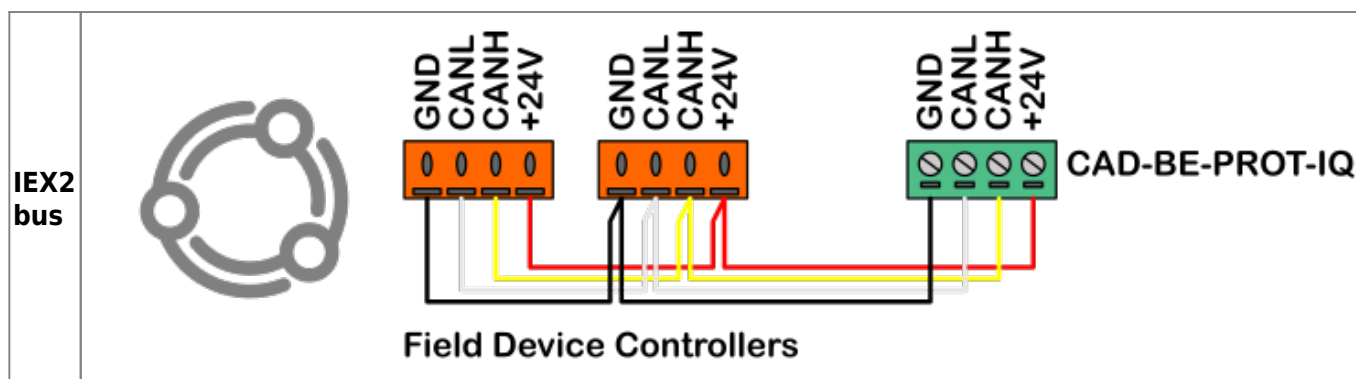 IEX2
bus
GND CANL CANH +24V
GND CANL CANH +24V
GND CANL CANH +24V
CAD-BE-PROT-IQ
Field Device Controllers